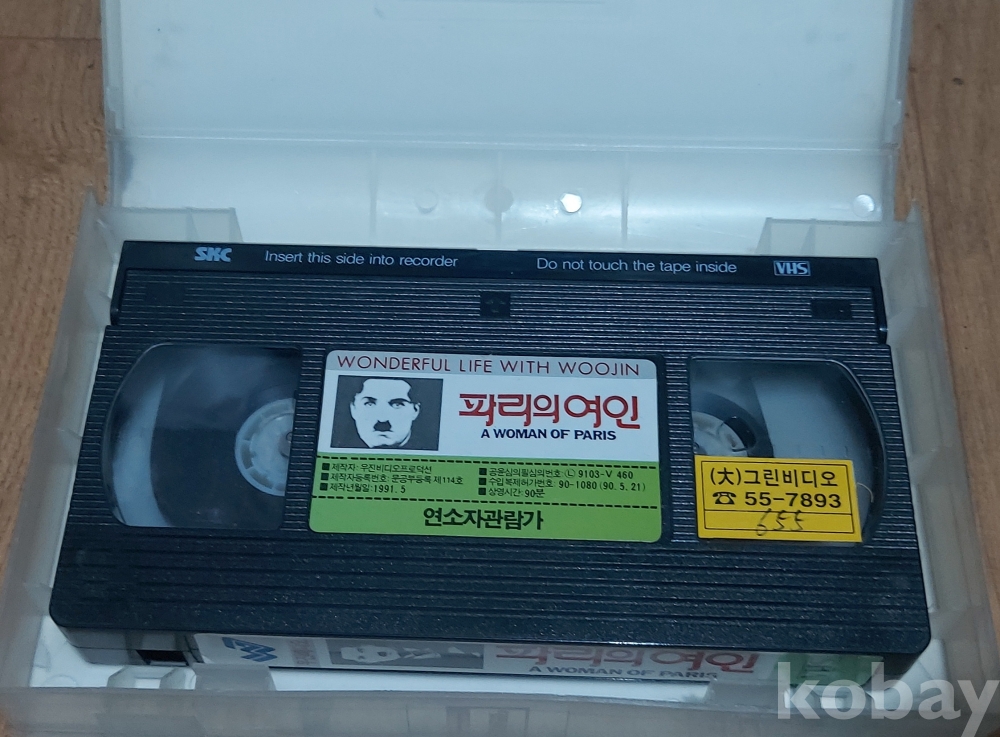 SKC Insert this side into recorder Do not touch the tape inside VHS
WONDERFUL LIFE WITH WOOJIN
파리의 여인
A WOMAN OF PARIS
■ 제작자: 우진비디오프로덕션
■ 제작자등록번호: 문공부등록 제114호
■ 제작년월일: 1991. 5
■ 공윤심의필심의번호: Ⓛ 9103-V 460
■ 수입복제허가번호: 90-1080 (90. 5. 21)
■ 상영시간: 90분
연소자관람가
(大)그린비디오
☎ 55-7893
655
파리의 여인
A WOMAN OF PARIS
kobay